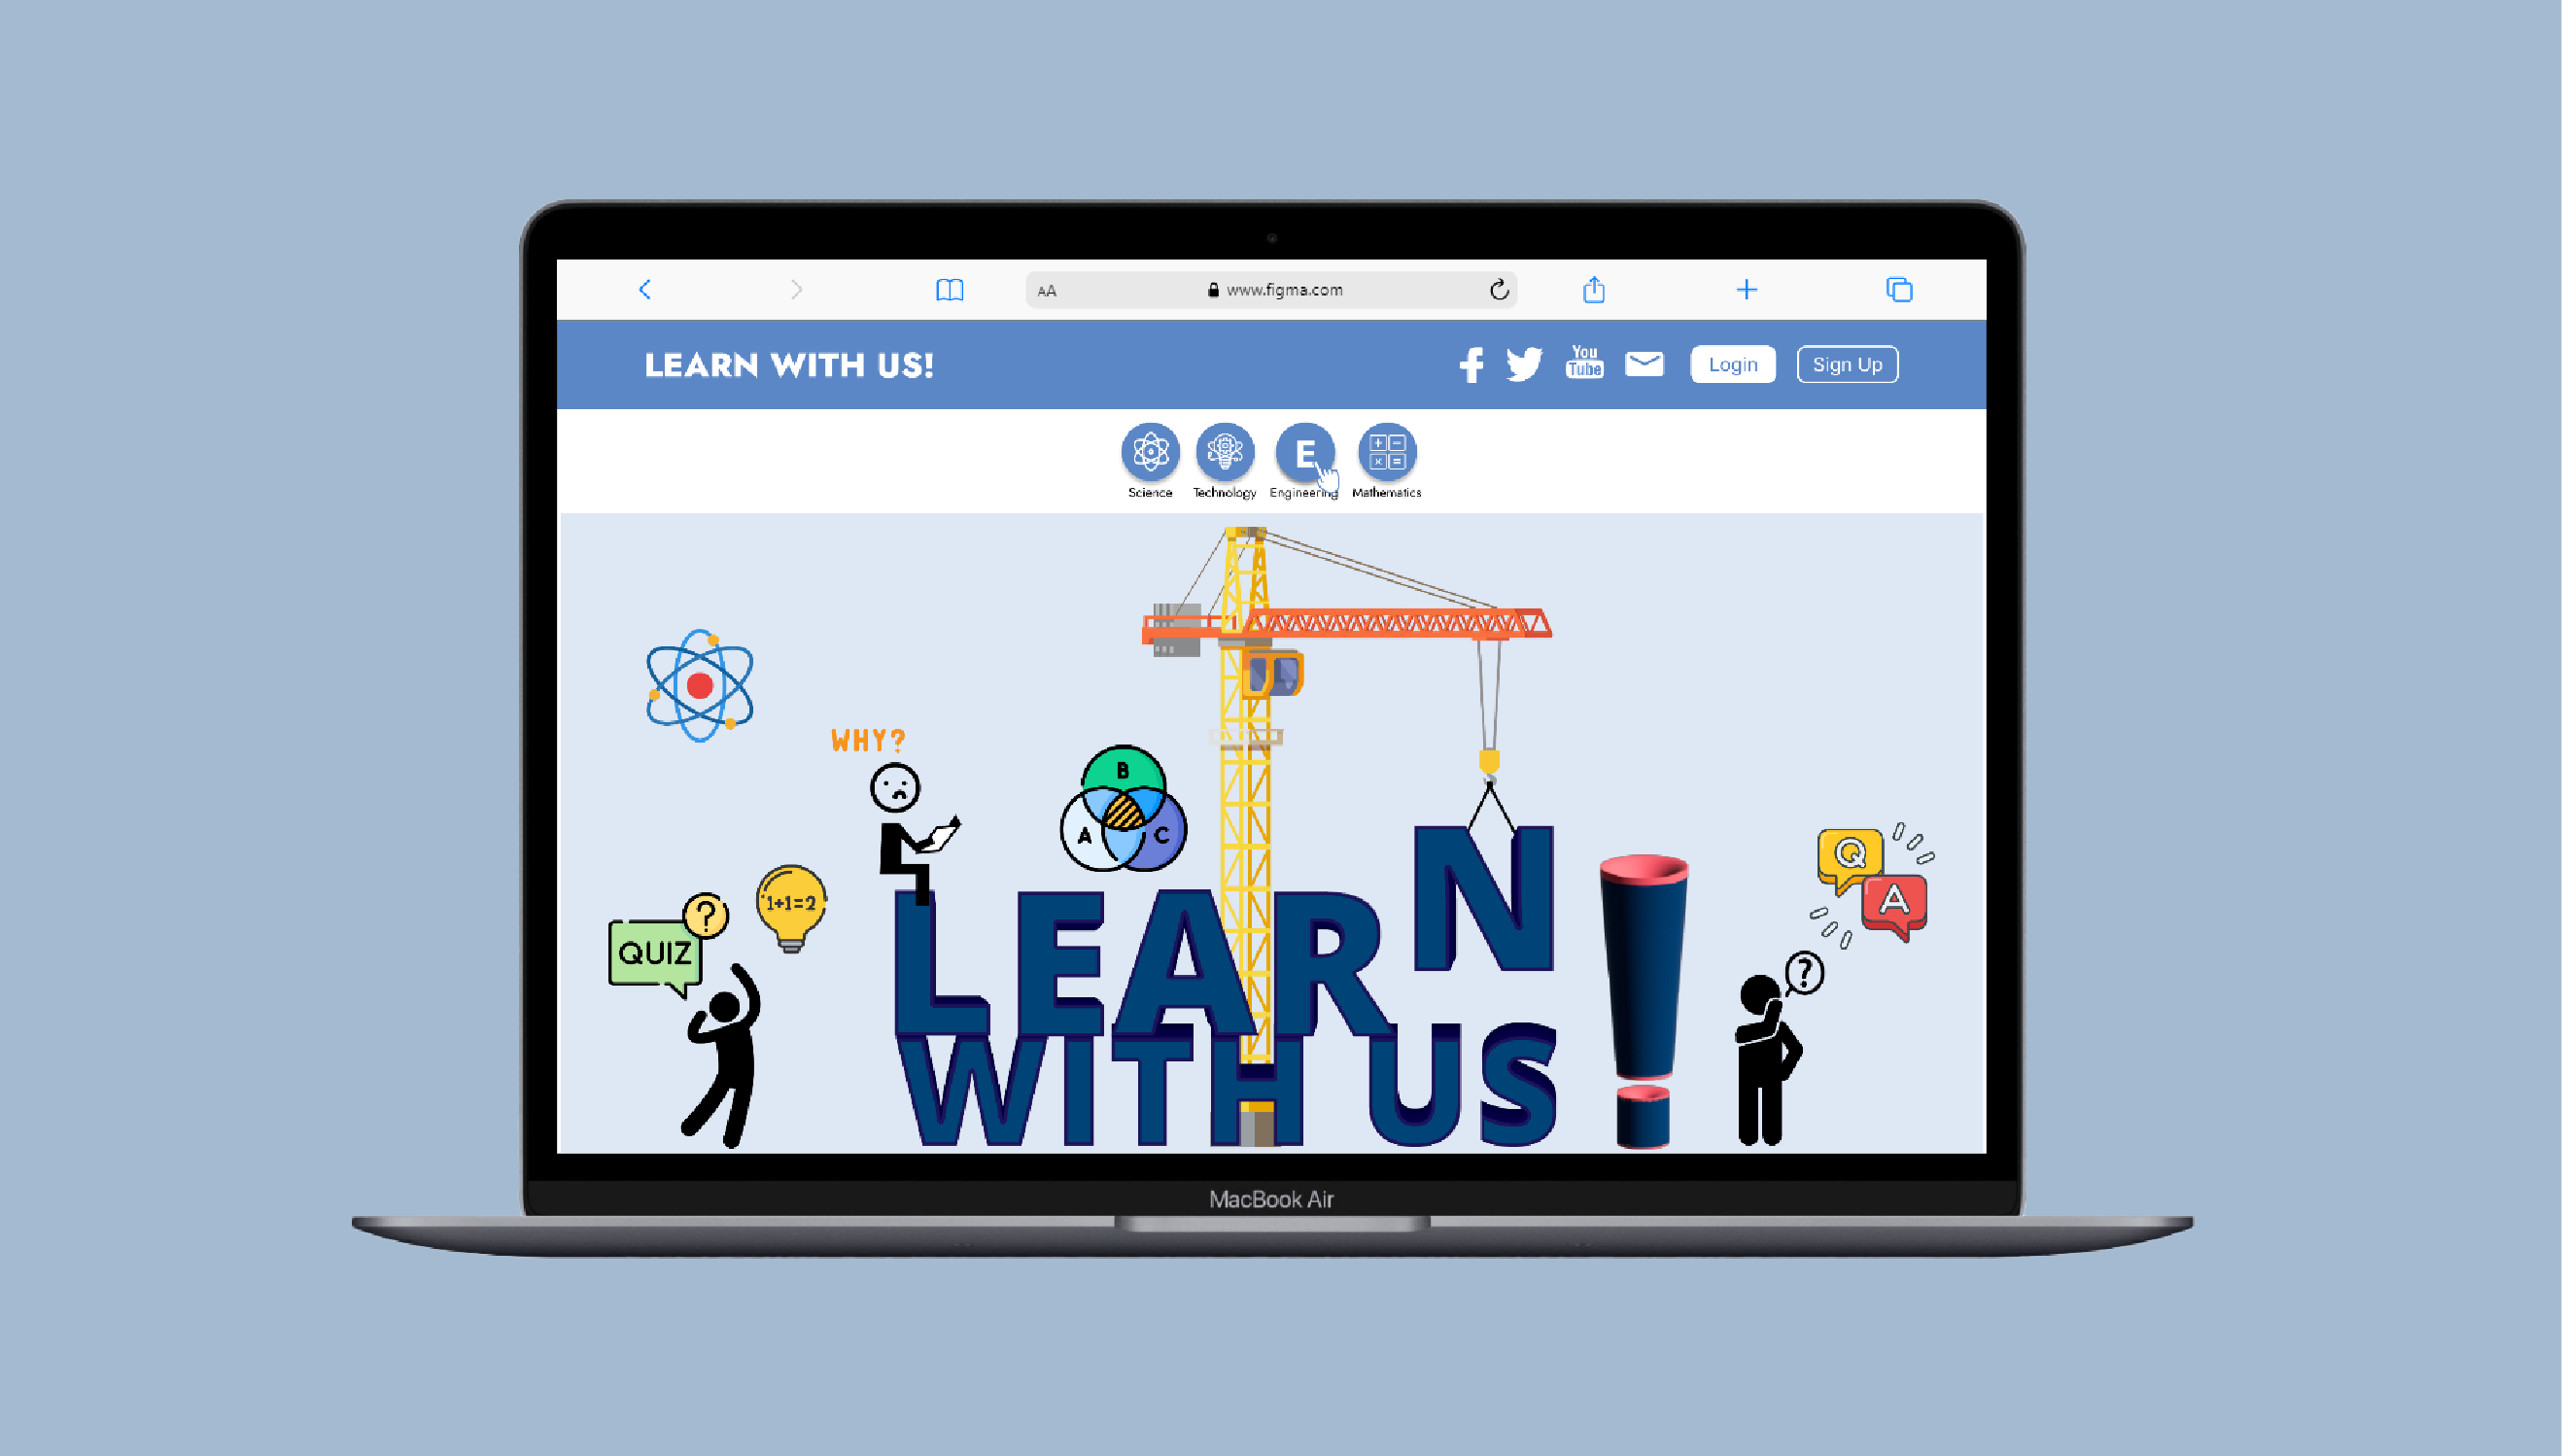 AA www.figma.com
LEARN WITH US!
You
Tube
Login
Sign Up
E
+ −
× =
Science
Technology
Engineering
Mathematics
WHY?
B
A
C
1+1=2
?
QUIZ
Q
A
?
LEARN
WITH US!
MacBook Air